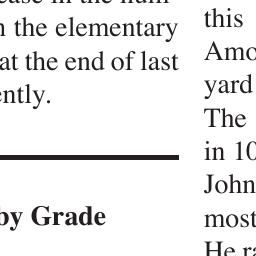 the elementary
at the end of last
ently.
by Grade
this
Amo
yard
The
in 10
John
most
He ra